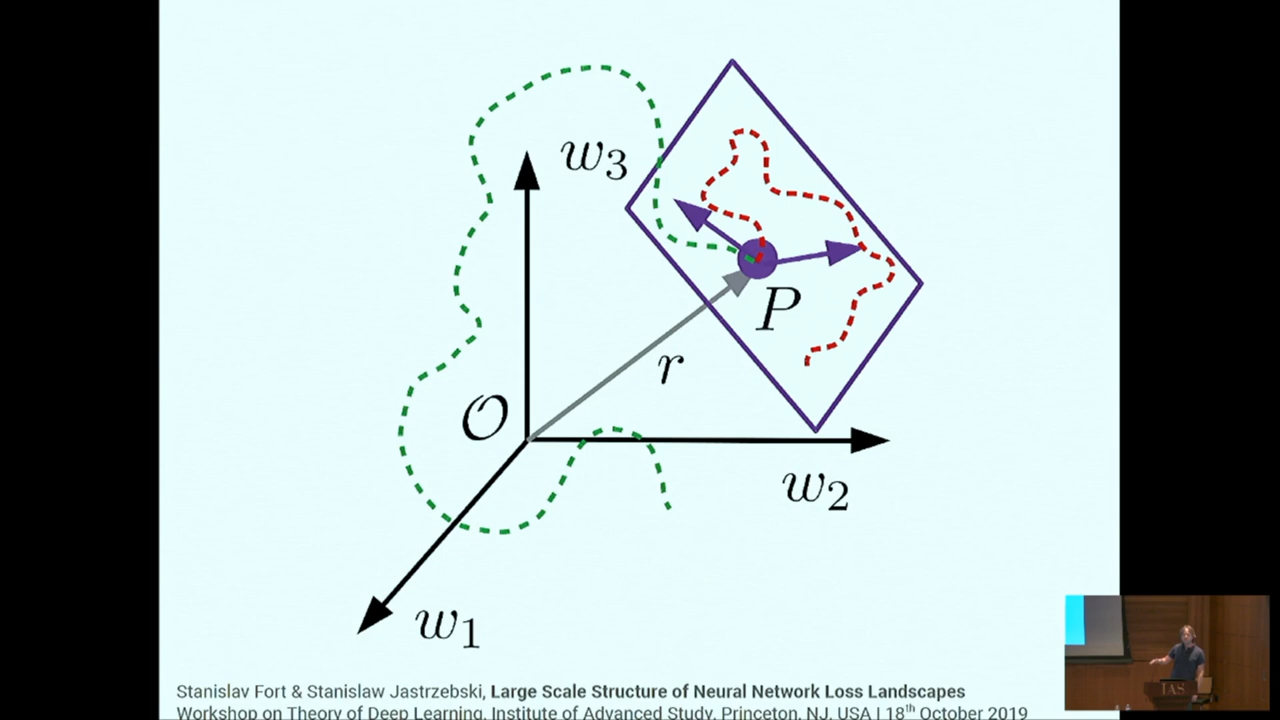 w3
P
r
O
w2
w1
Stanislav Fort & Stanislaw Jastrzebski, Large Scale Structure of Neural Network Loss Landscapes
Workshop on Theory of Deep Learning, Institute of Advanced Study, Princeton, NJ, USA | 18th October 2019
IAS